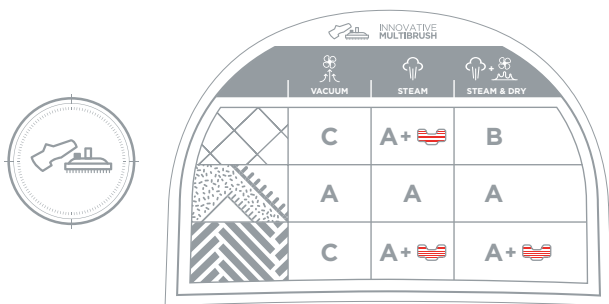 INNOVATIVE
MULTIBRUSH
VACUUM STEAM STEAM & DRY
C A+ B
A A A
C A+ A+